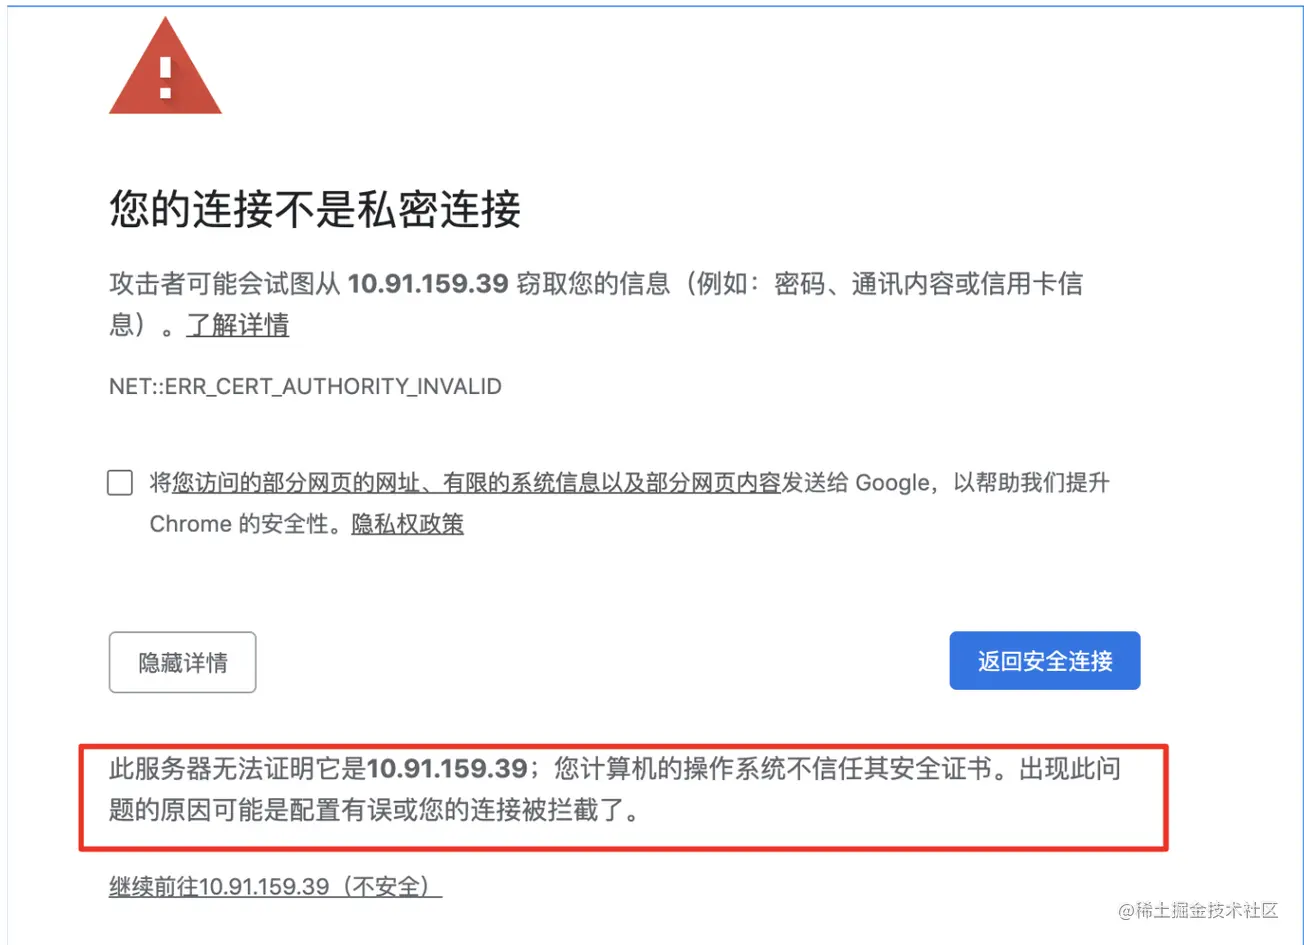 您的连接不是私密连接
攻击者可能会试图从 10.91.159.39 窃取您的信息（例如：密码、通讯内容或信用卡信
息）。了解详情
NET::ERR_CERT_AUTHORITY_INVALID
将您访问的部分网页的网址、有限的系统信息以及部分网页内容发送给 Google，以帮助我们提升
Chrome 的安全性。隐私权政策
隐藏详情
返回安全连接
此服务器无法证明它是10.91.159.39；您计算机的操作系统不信任其安全证书。出现此问
题的原因可能是配置有误或您的连接被拦截了。
继续前往10.91.159.39（不安全）
@稀土掘金技术社区